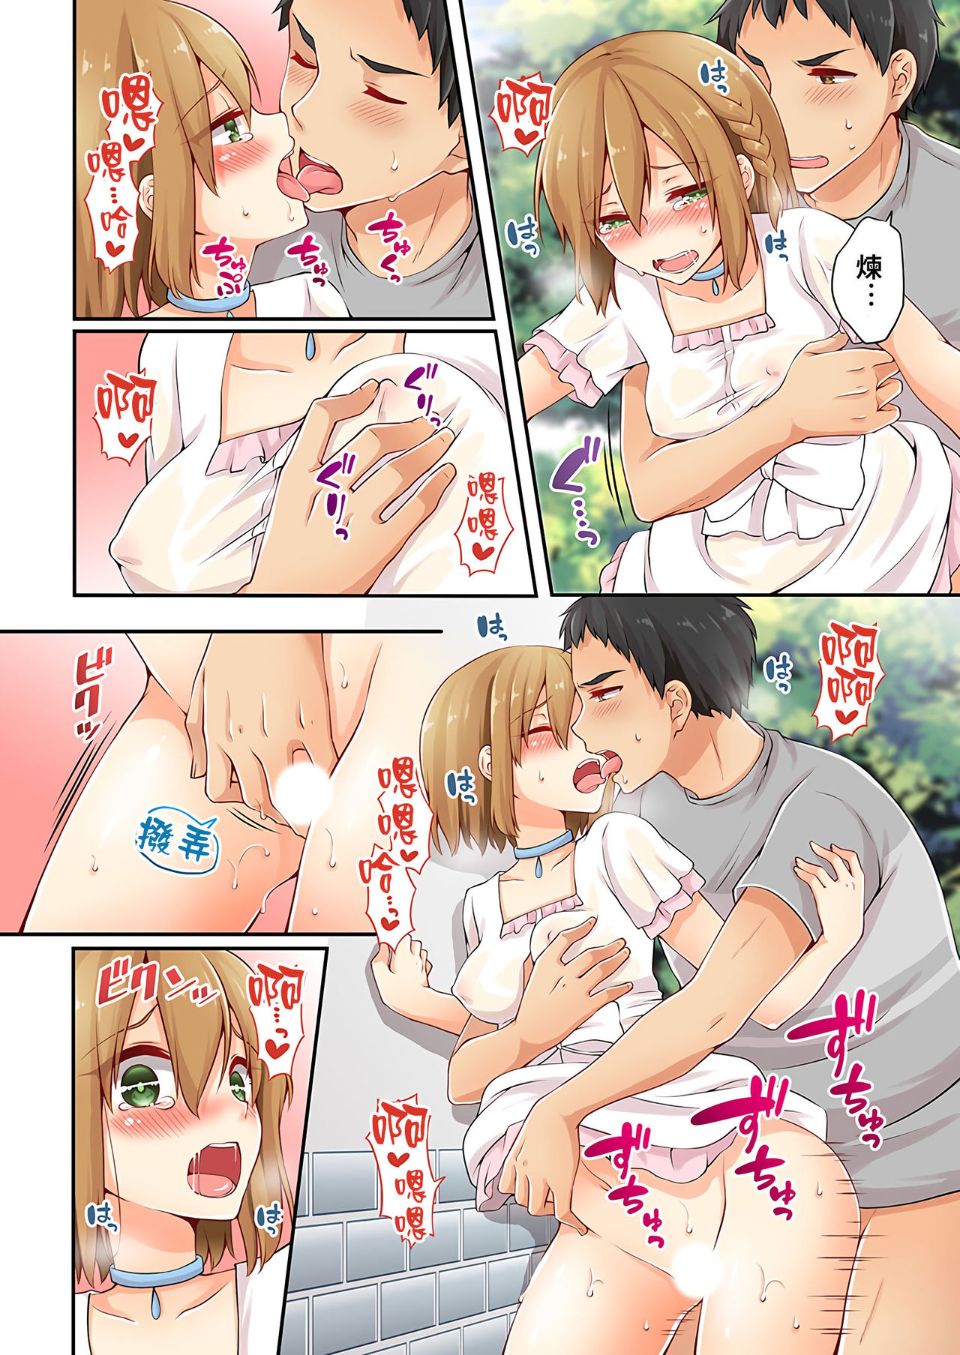 はっ
啊♥
はっ
はっ
煉…
ぐ……っ
嗯♥
嗯…哈♥
ちゅくっ
ちゅっ
ちゅぷ
啊♥
ぐりっ
ぐりっ
嗯嗯♥
はっ
はっ
啊啊♥
はっ
嗯♥
嗯♥
哈…っ♥
ずちゅっ
ずちゅっ
ずちゅっ
啊♥嗯嗯
ガクッ
撥弄
ビクンッ
啊…っ♥
はっ
はっ